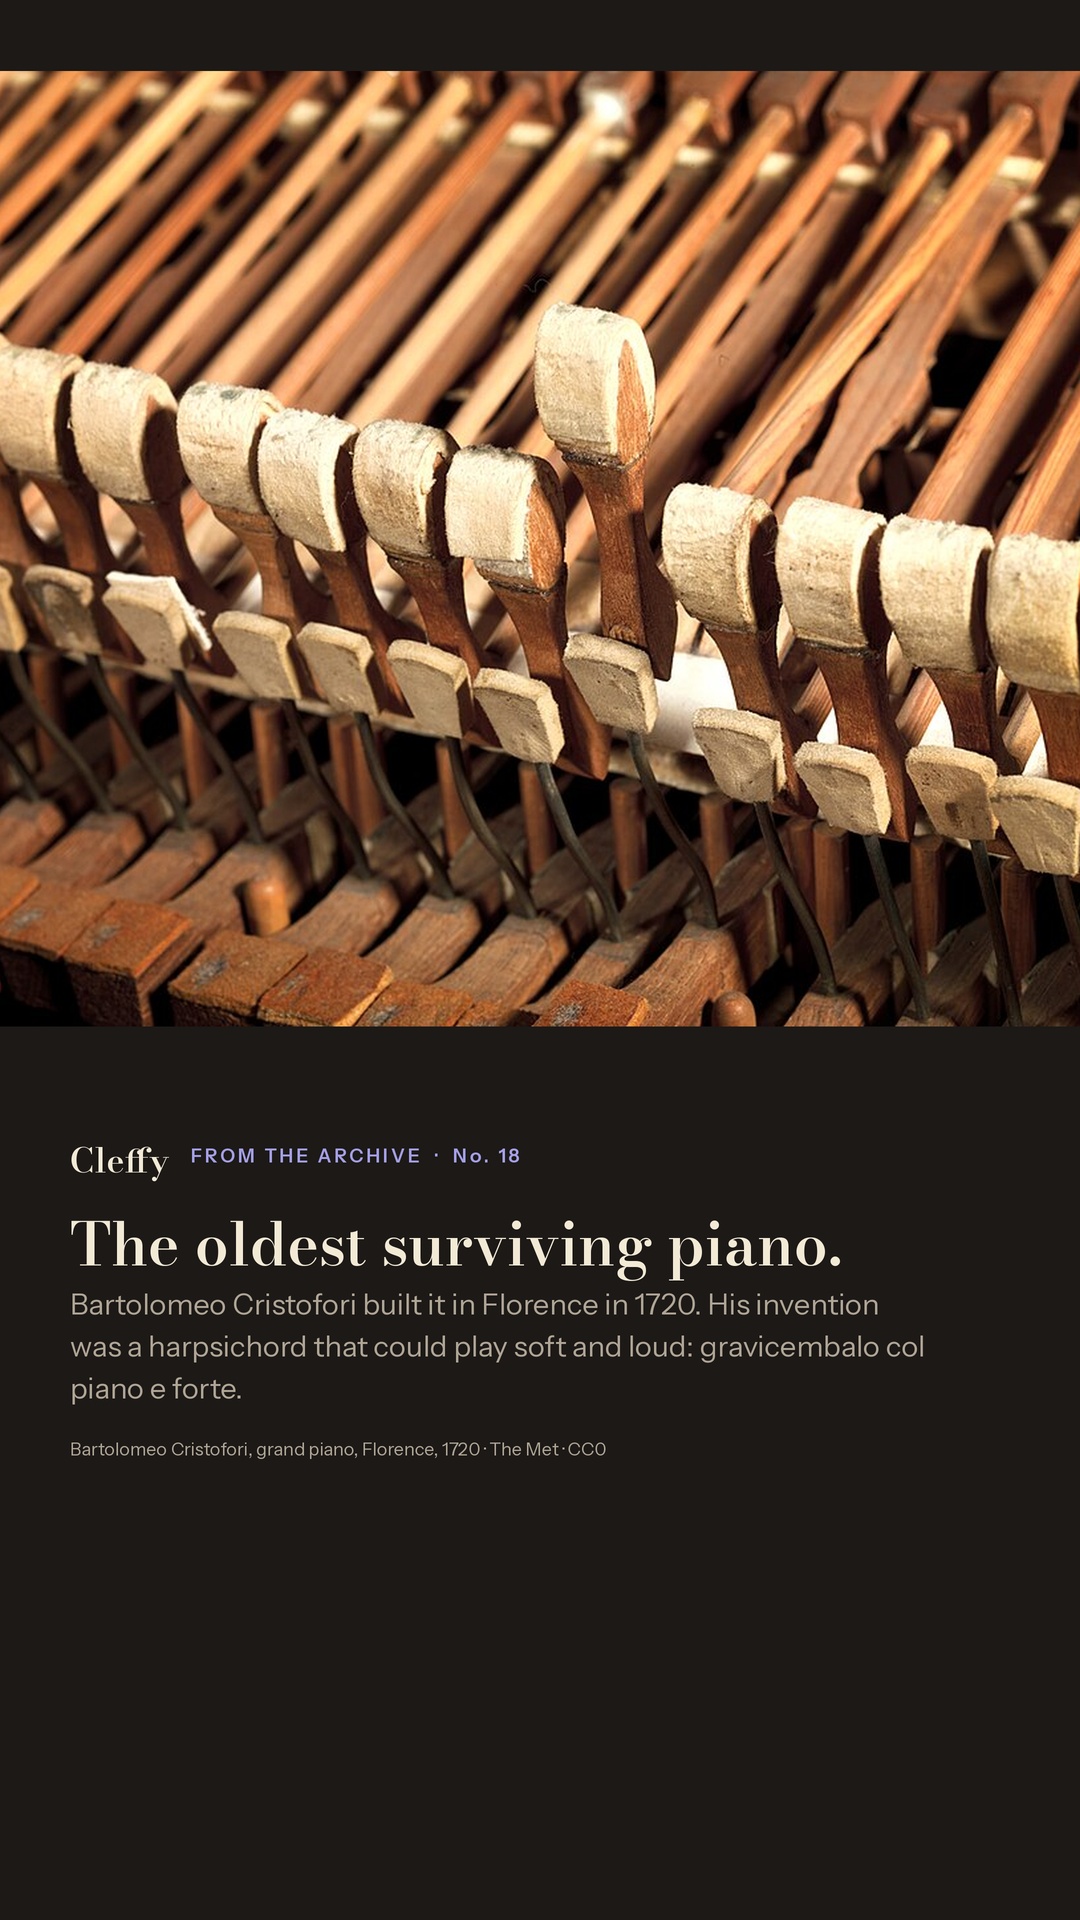 Cleffy FROM THE ARCHIVE · No. 18
The oldest surviving piano.
Bartolomeo Cristofori built it in Florence in 1720. His invention
was a harpsichord that could play soft and loud: gravicembalo col
piano e forte.
Bartolomeo Cristofori, grand piano, Florence, 1720 · The Met · CC0